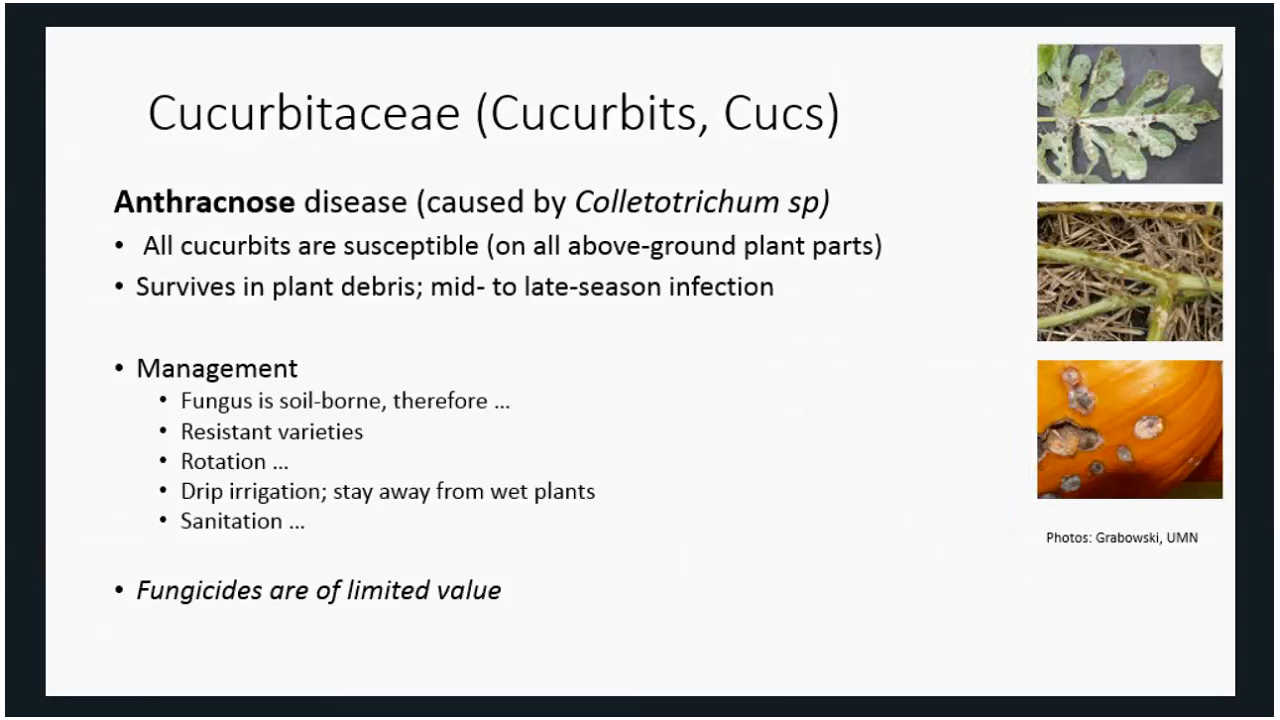 Cucurbitaceae (Cucurbits, Cucs)
Anthracnose disease (caused by Colletotrichum sp)
• All cucurbits are susceptible (on all above-ground plant parts)
• Survives in plant debris; mid- to late-season infection
• Management
• Fungus is soil-borne, therefore …
• Resistant varieties
• Rotation …
• Drip irrigation; stay away from wet plants
• Sanitation …
Photos: Grabowski, UMN
• Fungicides are of limited value